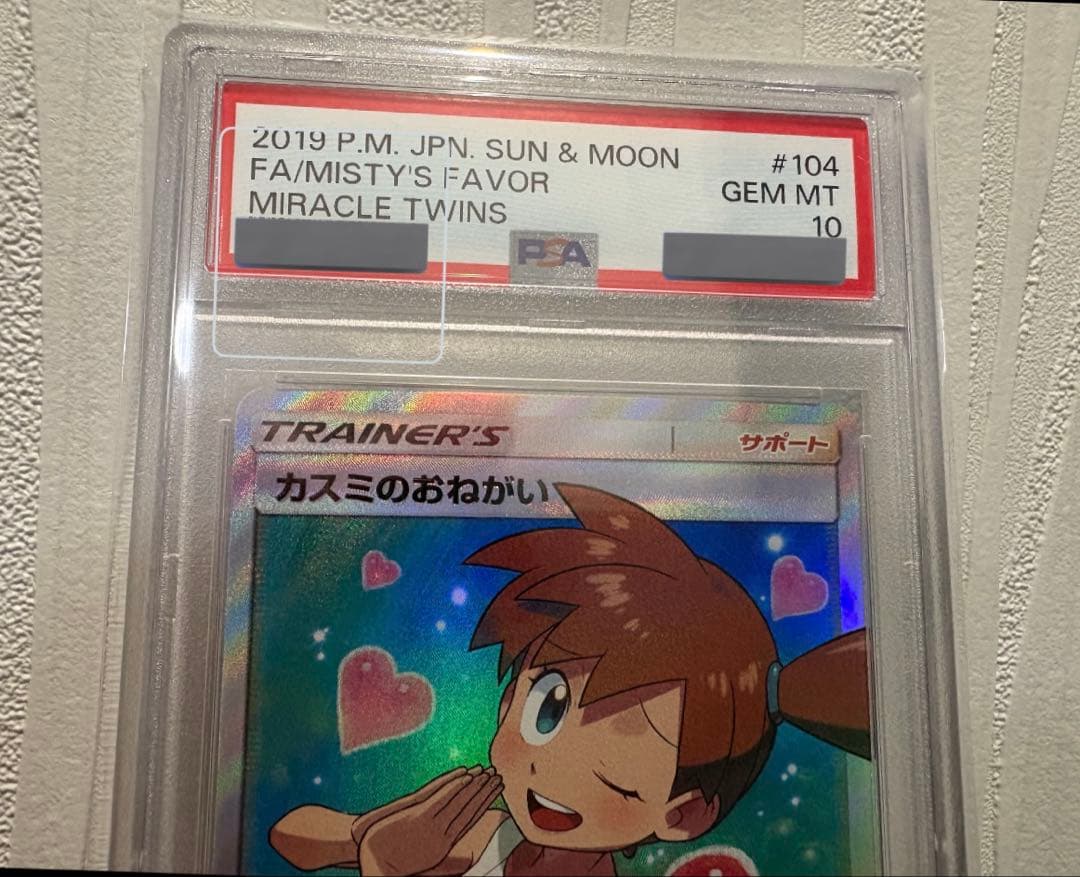 2019 P.M. JPN. SUN & MOON #104
FA/MISTY'S FAVOR GEM MT
MIRACLE TWINS 10
PSA
TRAINER'S サポート
カスミのおねがい